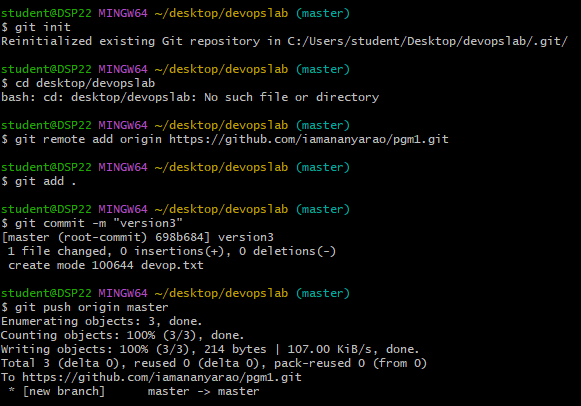 student@DSP22 MINGW64 ~/desktop/devopslab (master)
$ git init
Reinitialized existing Git repository in C:/Users/student/Desktop/devopslab/.git/
student@DSP22 MINGW64 ~/desktop/devopslab (master)
$ cd desktop/devopslab
bash: cd: desktop/devopslab: No such file or directory
student@DSP22 MINGW64 ~/desktop/devopslab (master)
$ git remote add origin https://github.com/iamananyarao/pgm1.git
student@DSP22 MINGW64 ~/desktop/devopslab (master)
$ git add .
student@DSP22 MINGW64 ~/desktop/devopslab (master)
$ git commit -m "version3"
[master (root-commit) 698b684] version3
 1 file changed, 0 insertions(+), 0 deletions(-)
 create mode 100644 devop.txt
student@DSP22 MINGW64 ~/desktop/devopslab (master)
$ git push origin master
Enumerating objects: 3, done.
Counting objects: 100% (3/3), done.
Writing objects: 100% (3/3), 214 bytes | 107.00 KiB/s, done.
Total 3 (delta 0), reused 0 (delta 0), pack-reused 0 (from 0)
To https://github.com/iamananyarao/pgm1.git
 * [new branch]      master -> master